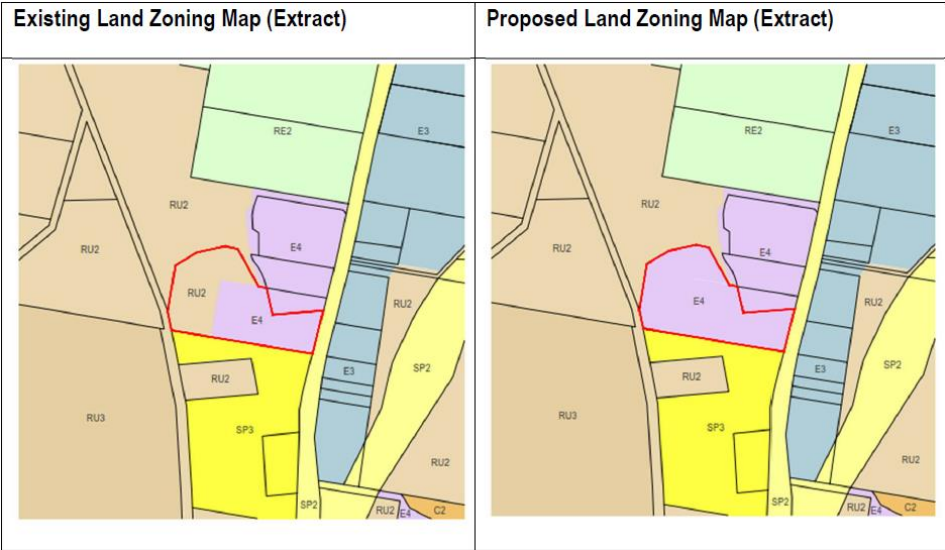 Existing Land Zoning Map (Extract)
Proposed Land Zoning Map (Extract)
RE2
E3
RU2
RU2
E4
RU2
RU2
E4
SP2
RU2
E3
RU3
SP3
RU2
SP2
RU2
E4
C2
RE2
E3
RU2
RU2
E4
RU2
E4
SP2
RU2
E3
RU3
SP3
RU2
SP2
RU2
E4
C2